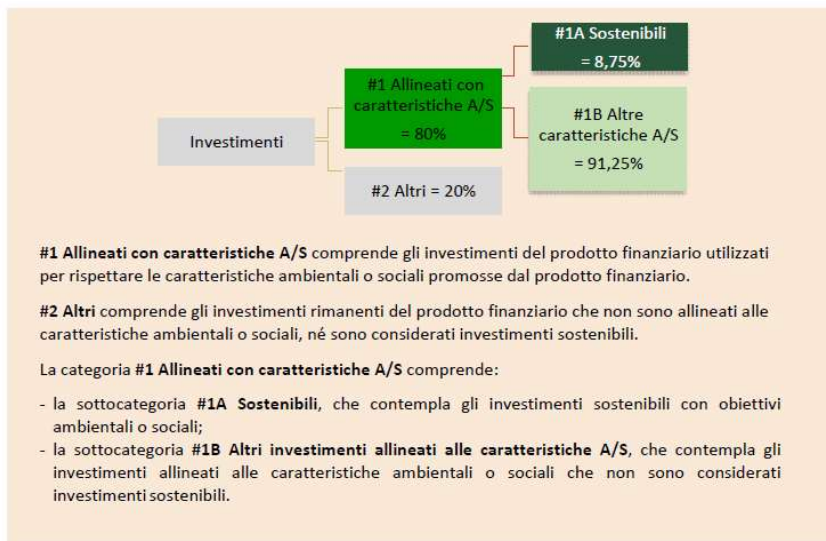 #1A Sostenibili
= 8,75%
#1 Allineati con
caratteristiche A/S
= 80%
#1B Altre
caratteristiche A/S
= 91,25%
Investimenti
#2 Altri = 20%
#1 Allineati con caratteristiche A/S comprende gli investimenti del prodotto finanziario utilizzati
per rispettare le caratteristiche ambientali o sociali promosse dal prodotto finanziario.
#2 Altri comprende gli investimenti rimanenti del prodotto finanziario che non sono allineati alle
caratteristiche ambientali o sociali, né sono considerati investimenti sostenibili.
La categoria #1 Allineati con caratteristiche A/S comprende:
- la sottocategoria #1A Sostenibili, che contempla gli investimenti sostenibili con obiettivi
ambientali o sociali;
- la sottocategoria #1B Altri investimenti allineati alle caratteristiche A/S, che contempla gli
investimenti allineati alle caratteristiche ambientali o sociali che non sono considerati
investimenti sostenibili.